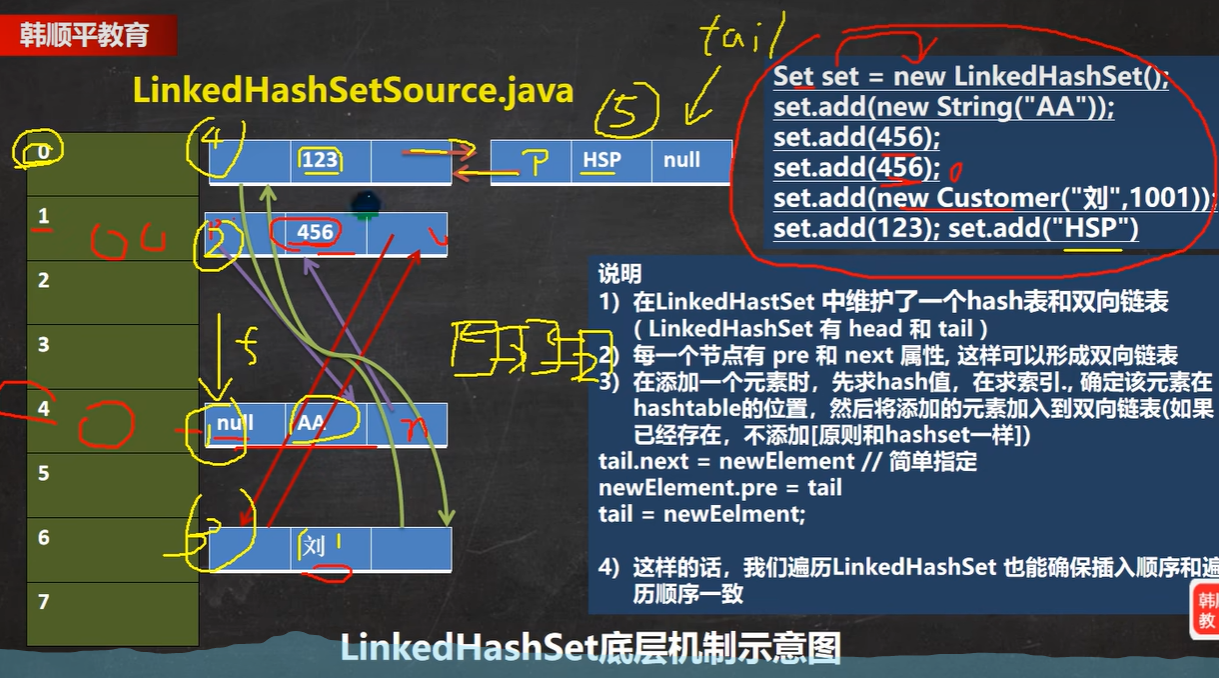 韩顺平教育
tail
LinkedHashSetSource.java
Set set = new LinkedHashSet();
set.add(new String("AA"));
set.add(456);
set.add(456);
set.add(new Customer("刘",1001));
set.add(123); set.add("HSP")
0
4
123
5
P
HSP
null
1
2
456
2
3
4
1
null
AA
n
5
6
3
刘
7
说明
1) 在LinkedHastSet 中维护了一个hash表和双向链表
( LinkedHashSet 有 head 和 tail )
2) 每一个节点有 pre 和 next 属性, 这样可以形成双向链表
3) 在添加一个元素时，先求hash值，在求索引., 确定该元素在
hashtable的位置，然后将添加的元素加入到双向链表(如果
已经存在，不添加[原则和hashset一样])
tail.next = newElement // 简单指定
newElement.pre = tail
tail = newEelment;
4) 这样的话，我们遍历LinkedHashSet 也能确保插入顺序和遍
历顺序一致
LinkedHashSet底层机制示意图